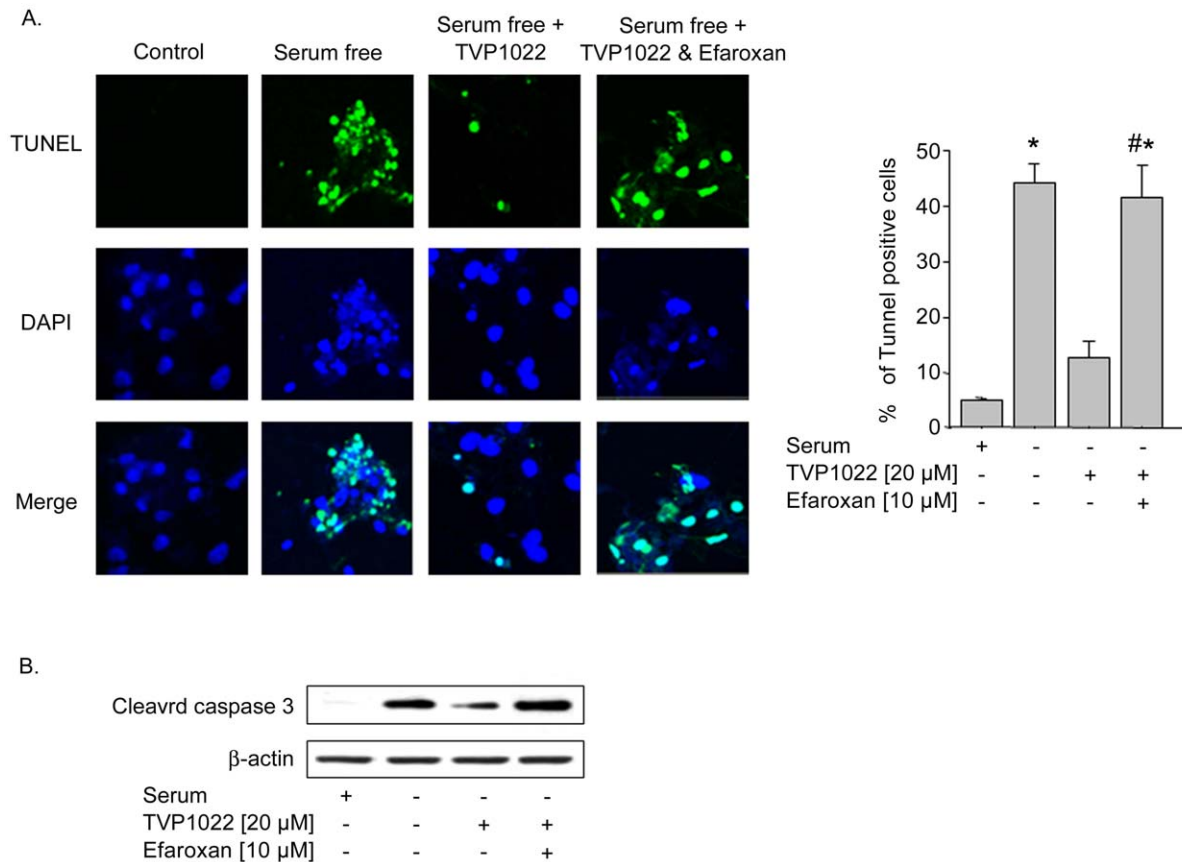 A.
Control
Serum free
Serum free +
TVP1022
Serum free +
TVP1022 & Efaroxan
TUNEL
DAPI
Merge
% of Tunnel positive cells
50
40
30
20
10
0
*
#*
Serum + - - -
TVP1022 [20 µM] - - + +
Efaroxan [10 µM] - - - +
B.
Cleavrd caspase 3
β-actin
Serum + - - -
TVP1022 [20 µM] - - + +
Efaroxan [10 µM] - - - +